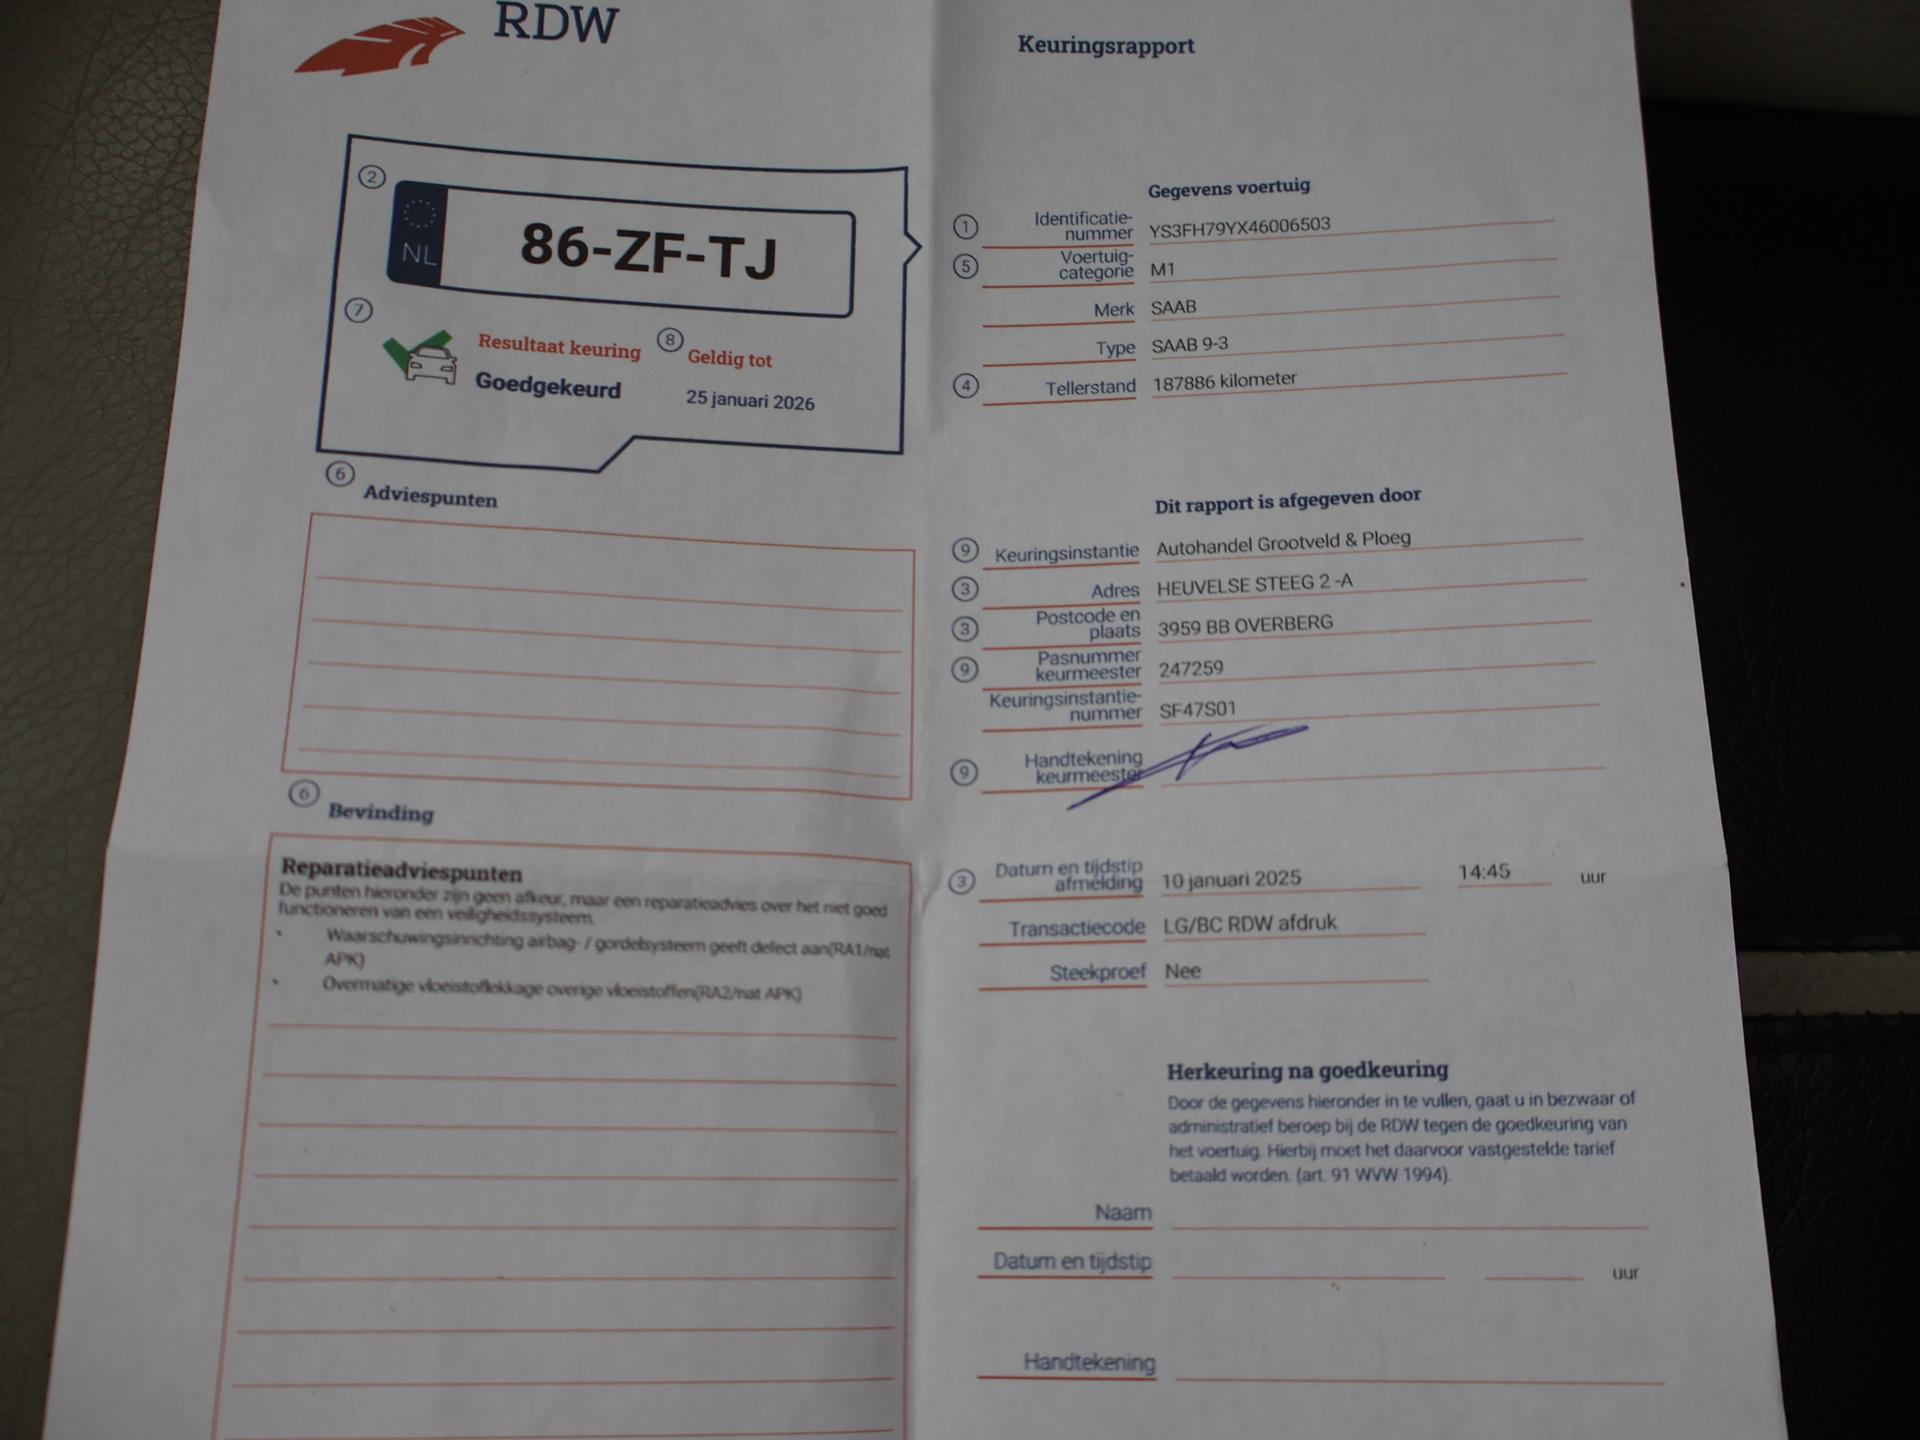 RDW
Keuringsrapport
2
NL
86-ZF-TJ
7
Resultaat keuring
Goedgekeurd
8
Geldig tot
25 januari 2026
6
Adviespunten
6
Bevinding
Reparatieadviespunten
De punten hieronder zijn geen afkeur, maar een reparatieadvies over het niet goed
functioneren van een veiligheidssysteem.
• Waarschuwingsinrichting airbag- / gordelsysteem geeft defect aan(RA1/nat
APK)
• Overmatige vloeistoflekkage overige vloeistoffen(RA2/nat APK)
Gegevens voertuig
1 Identificatie-
nummer YS3FH79YX46006503
5 Voertuig-
categorie M1
Merk SAAB
Type SAAB 9-3
4 Tellerstand 187886 kilometer
Dit rapport is afgegeven door
9 Keuringsinstantie Autohandel Grootveld & Ploeg
3 Adres HEUVELSE STEEG 2 -A
3 Postcode en
plaats 3959 BB OVERBERG
9 Pasnummer
keurmeester 247259
Keuringsinstantie-
nummer SF47S01
9 Handtekening
keurmeester
3 Datum en tijdstip
afmelding 10 januari 2025 14:45 uur
Transactiecode LG/BC RDW afdruk
Steekproef Nee
Herkeuring na goedkeuring
Door de gegevens hieronder in te vullen, gaat u in bezwaar of
administratief beroep bij de RDW tegen de goedkeuring van
het voertuig. Hierbij moet het daarvoor vastgestelde tarief
betaald worden. (art. 91 WVW 1994).
Naam
Datum en tijdstip uur
Handtekening